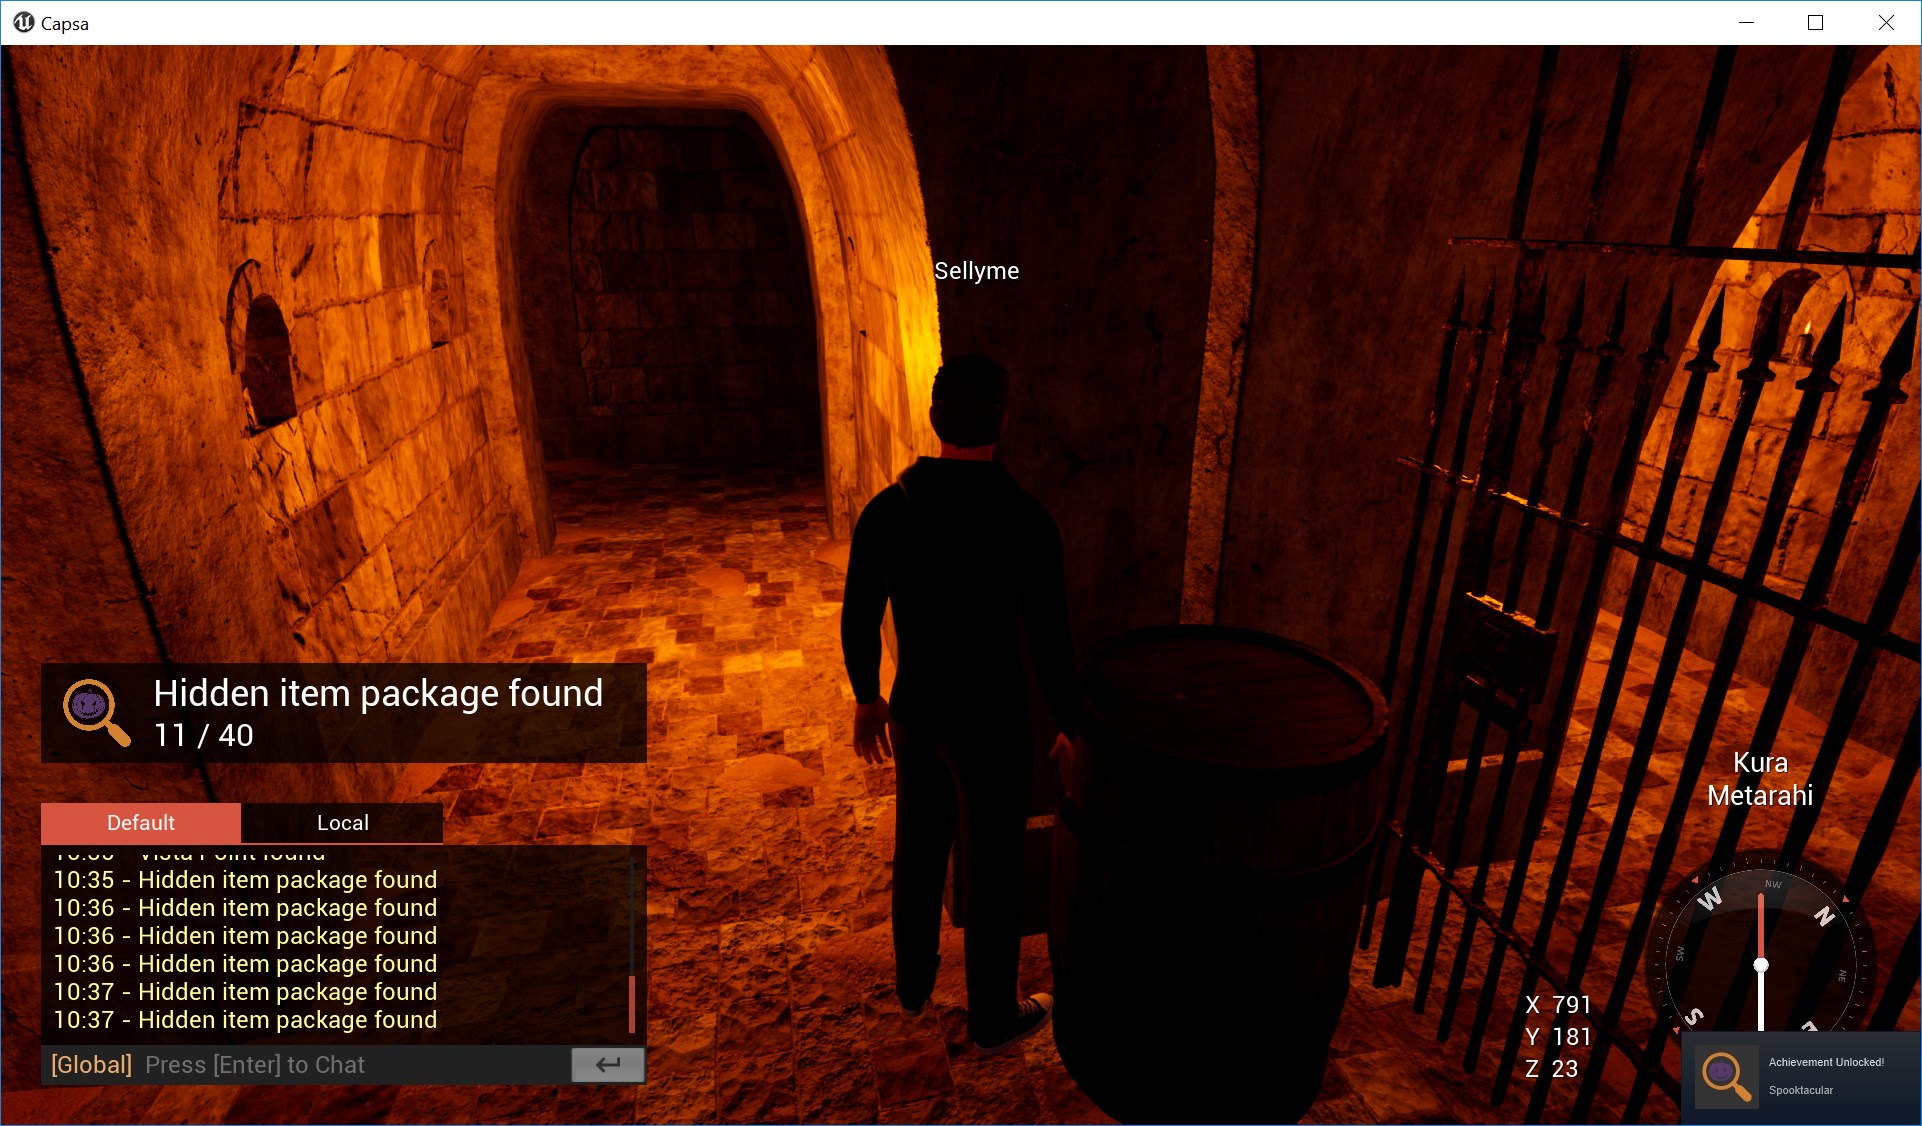 Capsa
Sellyme
Hidden item package found
11 / 40
Default
Local
10:35 - Hidden item package found
10:36 - Hidden item package found
10:36 - Hidden item package found
10:36 - Hidden item package found
10:37 - Hidden item package found
10:37 - Hidden item package found
[Global] Press [Enter] to Chat
Kura
Metarahi
NW
W
N
SW
NE
S
E
X 791
Y 181
Z 23
Achievement Unlocked!
Spooktacular